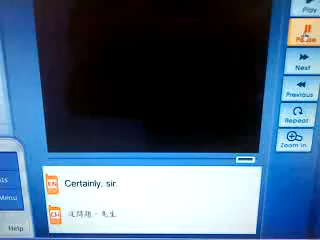 Play
Pause
Next
Previous
Repeat
Zoom in
EN Certainly, sir.
CH 沒問題，先生
Menu
Help